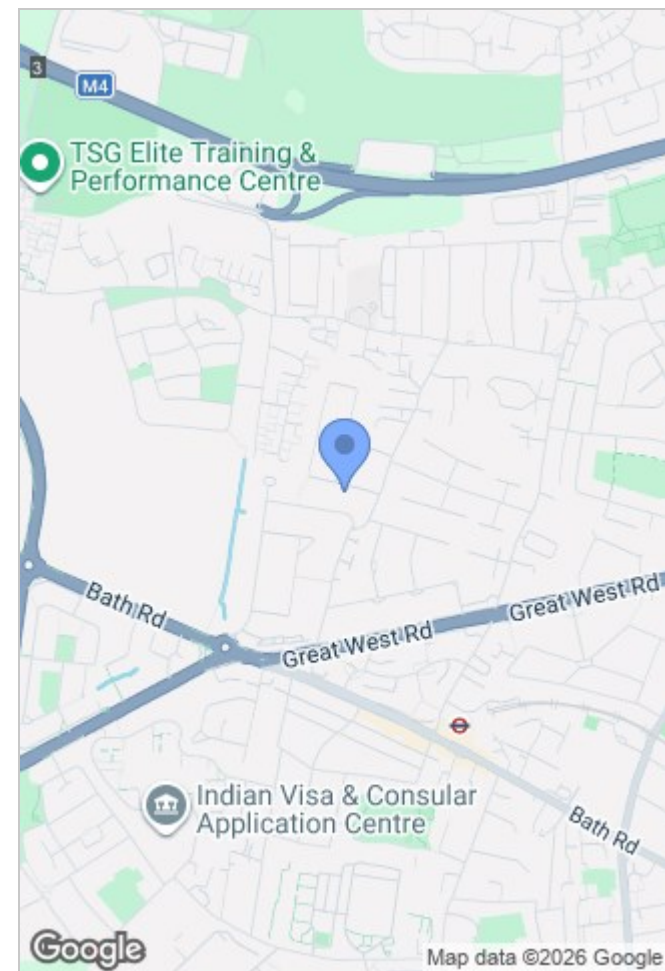 3
M4
TSG Elite Training &
Performance Centre
Bath Rd
Great West Rd
Great West Rd
Indian Visa & Consular
Application Centre
Bath Rd
Google
Map data ©2026 Google